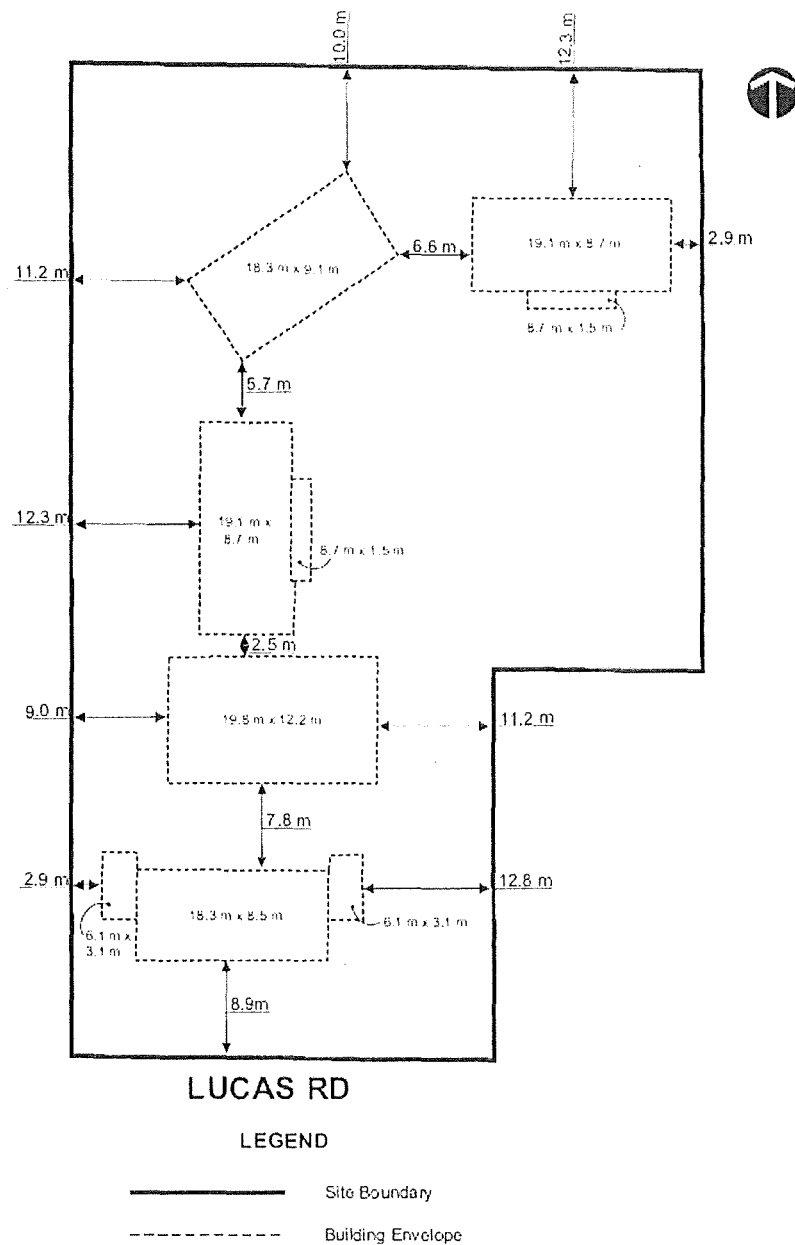 10.0 m
12.3 m
19.1 m x 8.7 m
6.6 m
2.9 m
18.3 m x 9.1 m
11.2 m
8.7 m x 1.5 m
5.7 m
12.3 m
19.1 m x
8.7 m
8.7 m x 1.5 m
2.5 m
9.0 m
19.8 m x 12.2 m
11.2 m
7.8 m
2.9 m
12.8 m
18.3 m x 8.5 m
6.1 m x 3.1 m
6.1 m x
3.1 m
8.9m
LUCAS RD
LEGEND
Site Boundary
Building Envelope